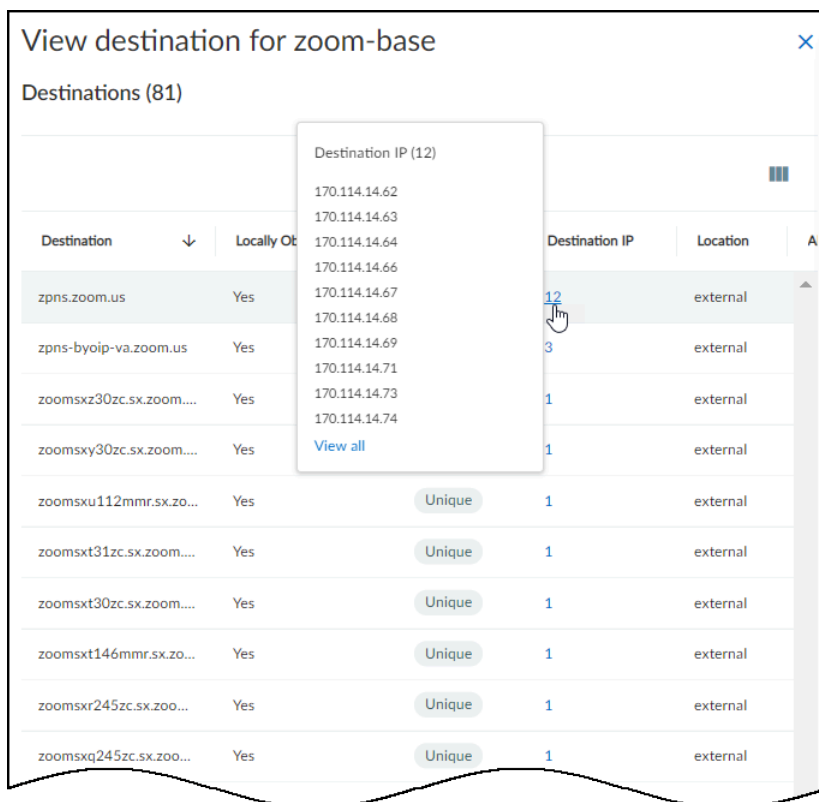 View destination for zoom-base
Destinations (81)
Destination IP (12)
170.114.14.62
170.114.14.63
170.114.14.64
170.114.14.66
170.114.14.67
170.114.14.68
170.114.14.69
170.114.14.71
170.114.14.73
170.114.14.74
View all
Destination Locally Ob Destination IP Location A
zpns.zoom.us Yes 12 external
zpns-byoip-va.zoom.us Yes 3 external
zoomsxz30zc.sx.zoom.... Yes 1 external
zoomsxy30zc.sx.zoom.... Yes 1 external
zoomsxu112mmr.sx.zo... Yes Unique 1 external
zoomsxt31zc.sx.zoom.... Yes Unique 1 external
zoomsxt30zc.sx.zoom.... Yes Unique 1 external
zoomsxt146mmr.sx.zo... Yes Unique 1 external
zoomsxr245zc.sx.zoo... Yes Unique 1 external
zoomsxq245zc.sx.zoo... Yes Unique 1 external